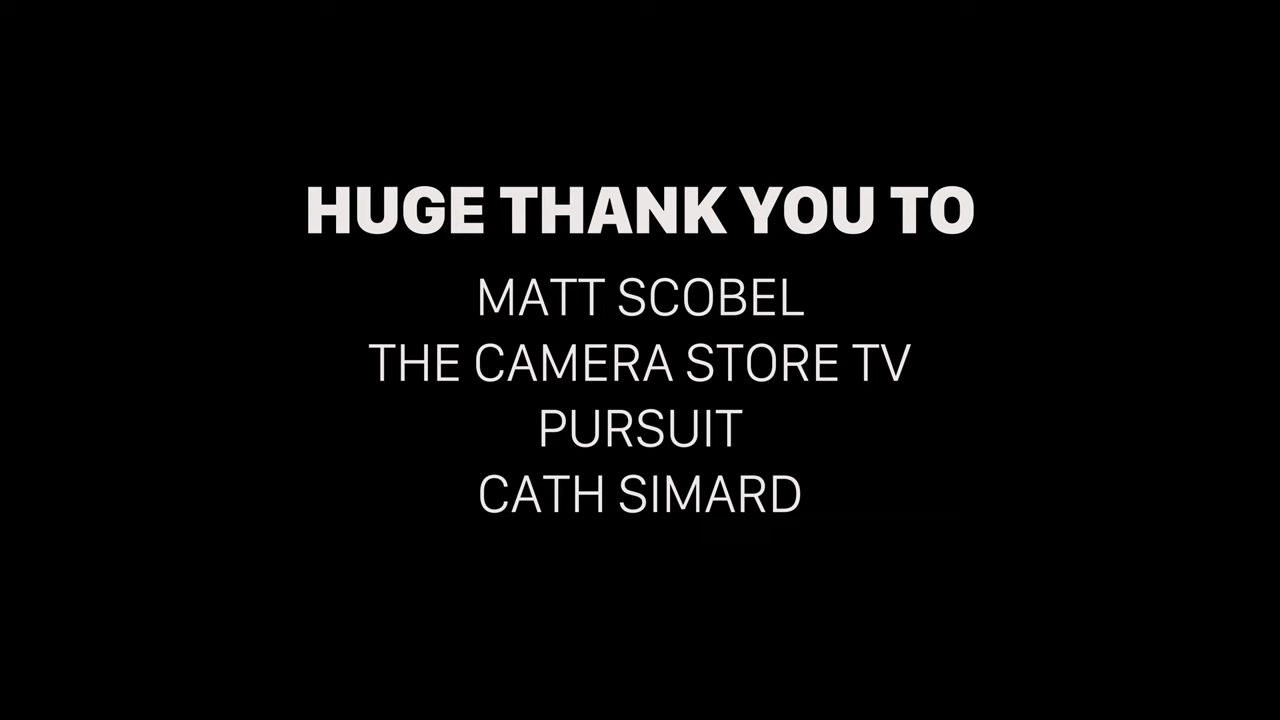 HUGE THANK YOU TO
MATT SCOBEL
THE CAMERA STORE TV
PURSUIT
CATH SIMARD